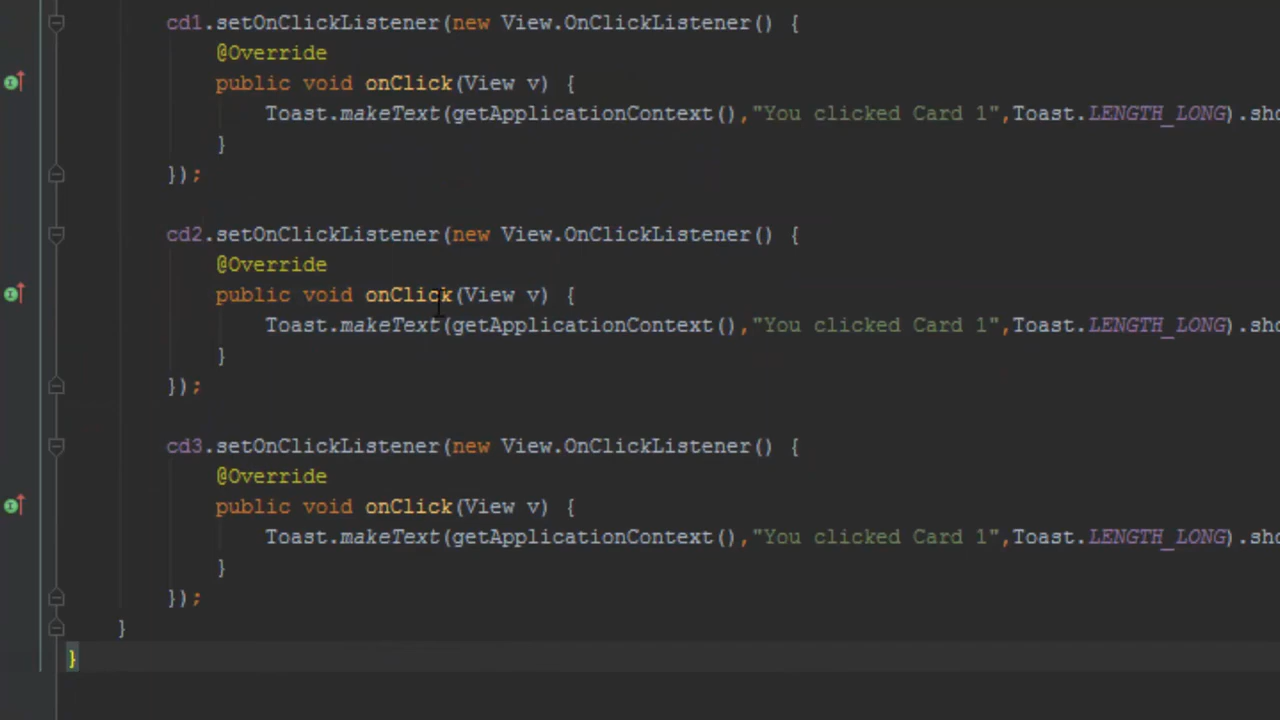 cd1.setOnClickListener(new View.OnClickListener() {
@Override
public void onClick(View v) {
Toast.makeText(getApplicationContext(),"You clicked Card 1",Toast.LENGTH_LONG).sho
}
});
cd2.setOnClickListener(new View.OnClickListener() {
@Override
public void onClick(View v) {
Toast.makeText(getApplicationContext(),"You clicked Card 1",Toast.LENGTH_LONG).sho
}
});
cd3.setOnClickListener(new View.OnClickListener() {
@Override
public void onClick(View v) {
Toast.makeText(getApplicationContext(),"You clicked Card 1",Toast.LENGTH_LONG).sho
}
});
}
}